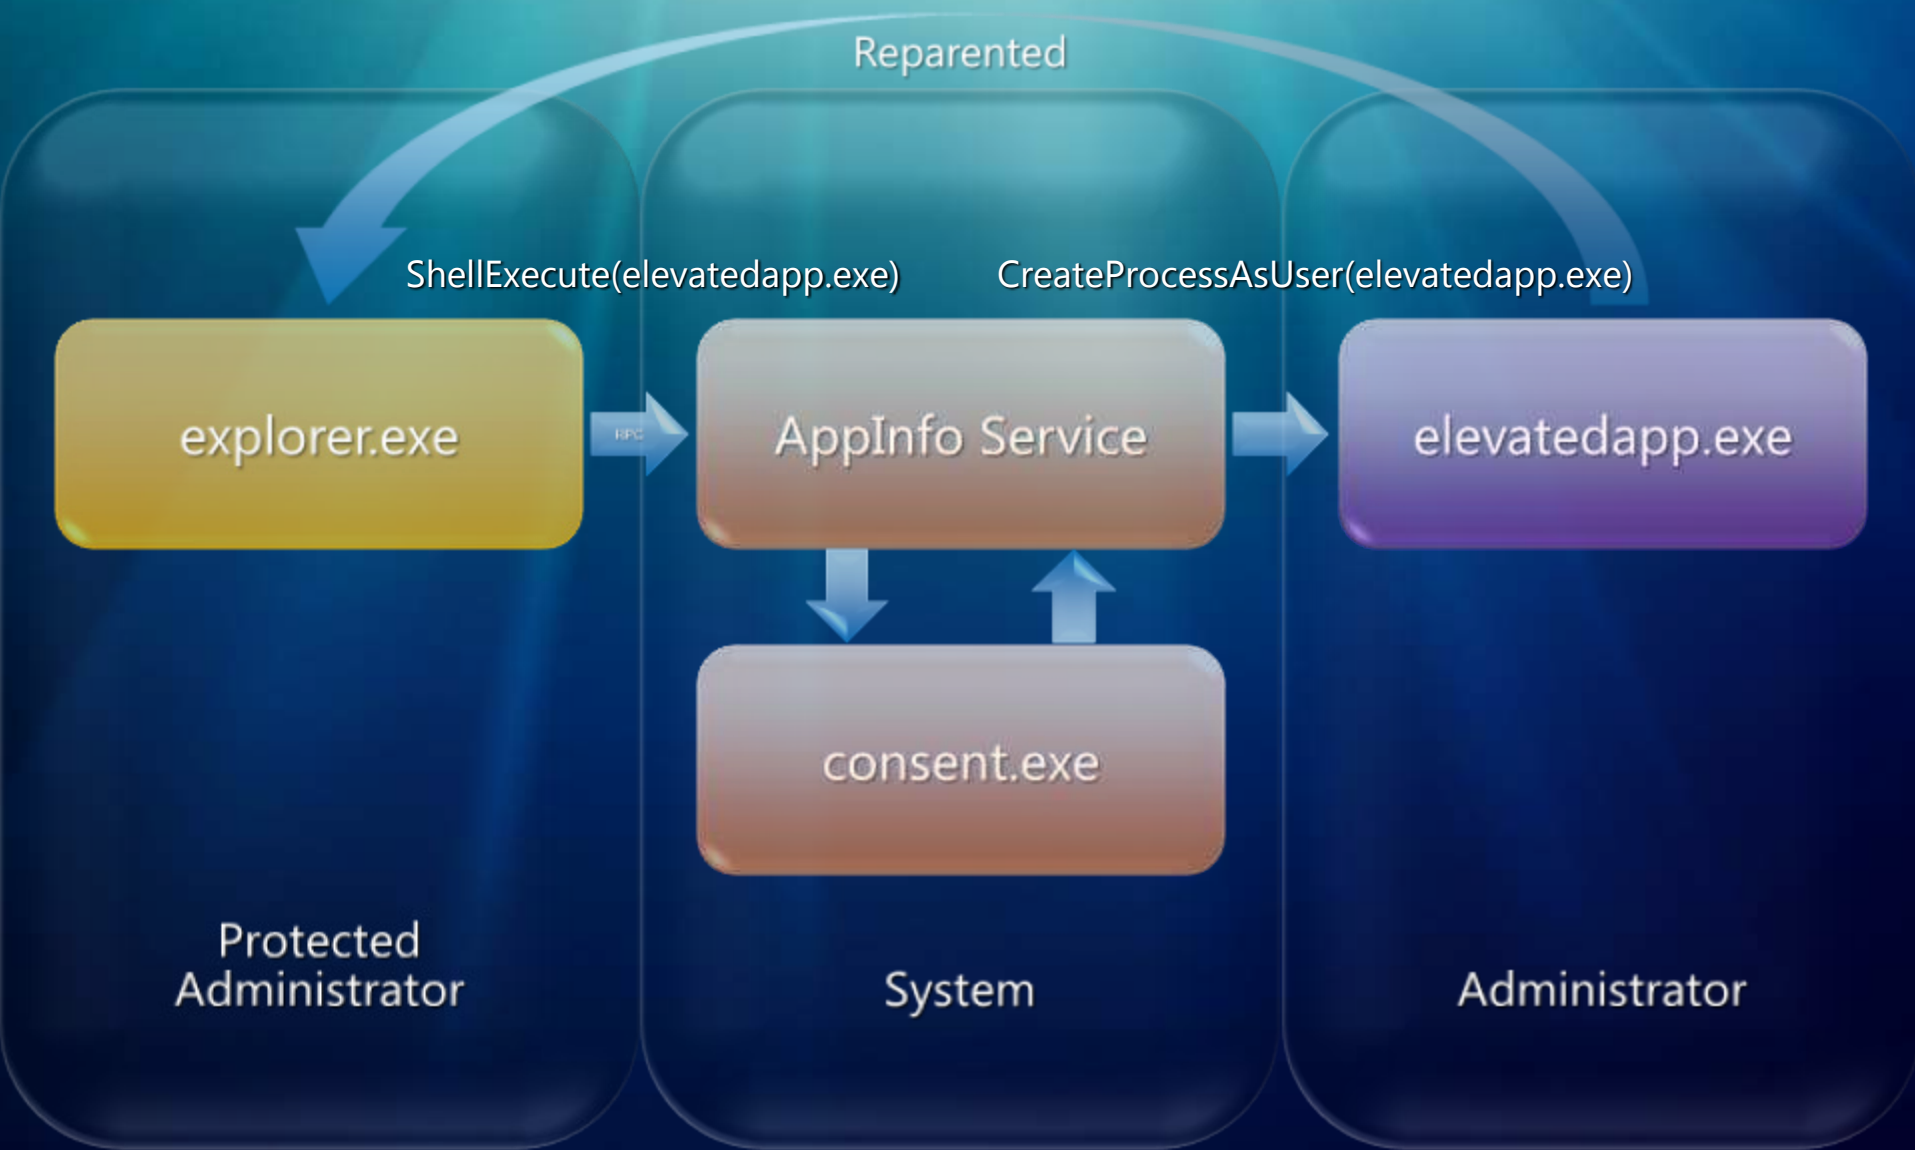 Reparented
ShellExecute(elevatedapp.exe)
CreateProcessAsUser(elevatedapp.exe)
explorer.exe
RPC
AppInfo Service
elevatedapp.exe
consent.exe
Protected
Administrator
System
Administrator